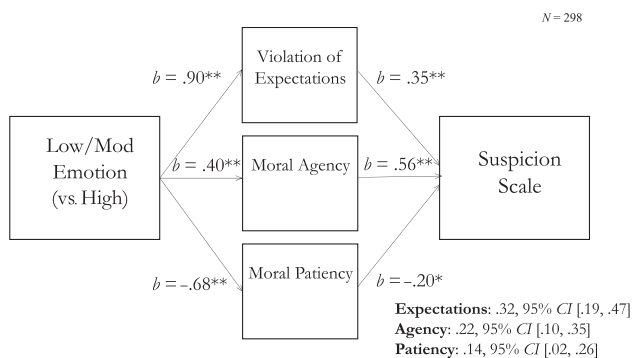 N = 298
Violation of
Expectations
b = .90**
b = .35**
Low/Mod
Emotion
(vs. High)
b = .40**
Moral Agency
b = .56**
Suspicion
Scale
Moral Patiency
b = –.68**
b = –.20*
Expectations: .32, 95% CI [.19, .47]
Agency: .22, 95% CI [.10, .35]
Patiency: .14, 95% CI [.02, .26]